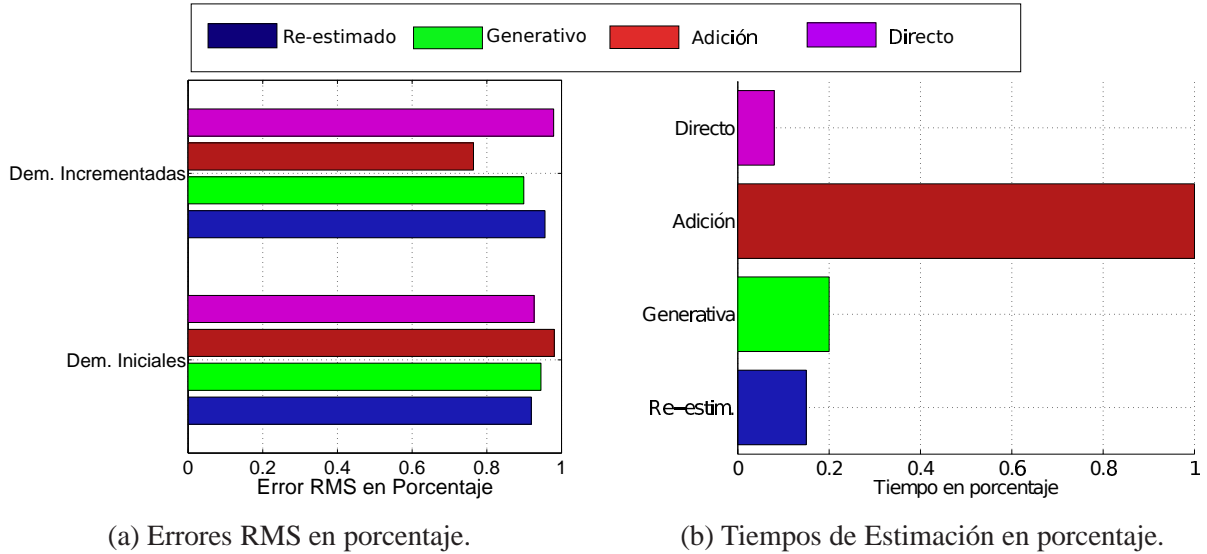 Re-estimado Generativo Adición Directo
Dem. Incrementadas
Dem. Iniciales
0 0.2 0.4 0.6 0.8 1
Error RMS en Porcentaje
(a) Errores RMS en porcentaje.
Directo
Adición
Generativa
Re-estim.
0 0.2 0.4 0.6 0.8 1
Tiempo en porcentaje
(b) Tiempos de Estimación en porcentaje.